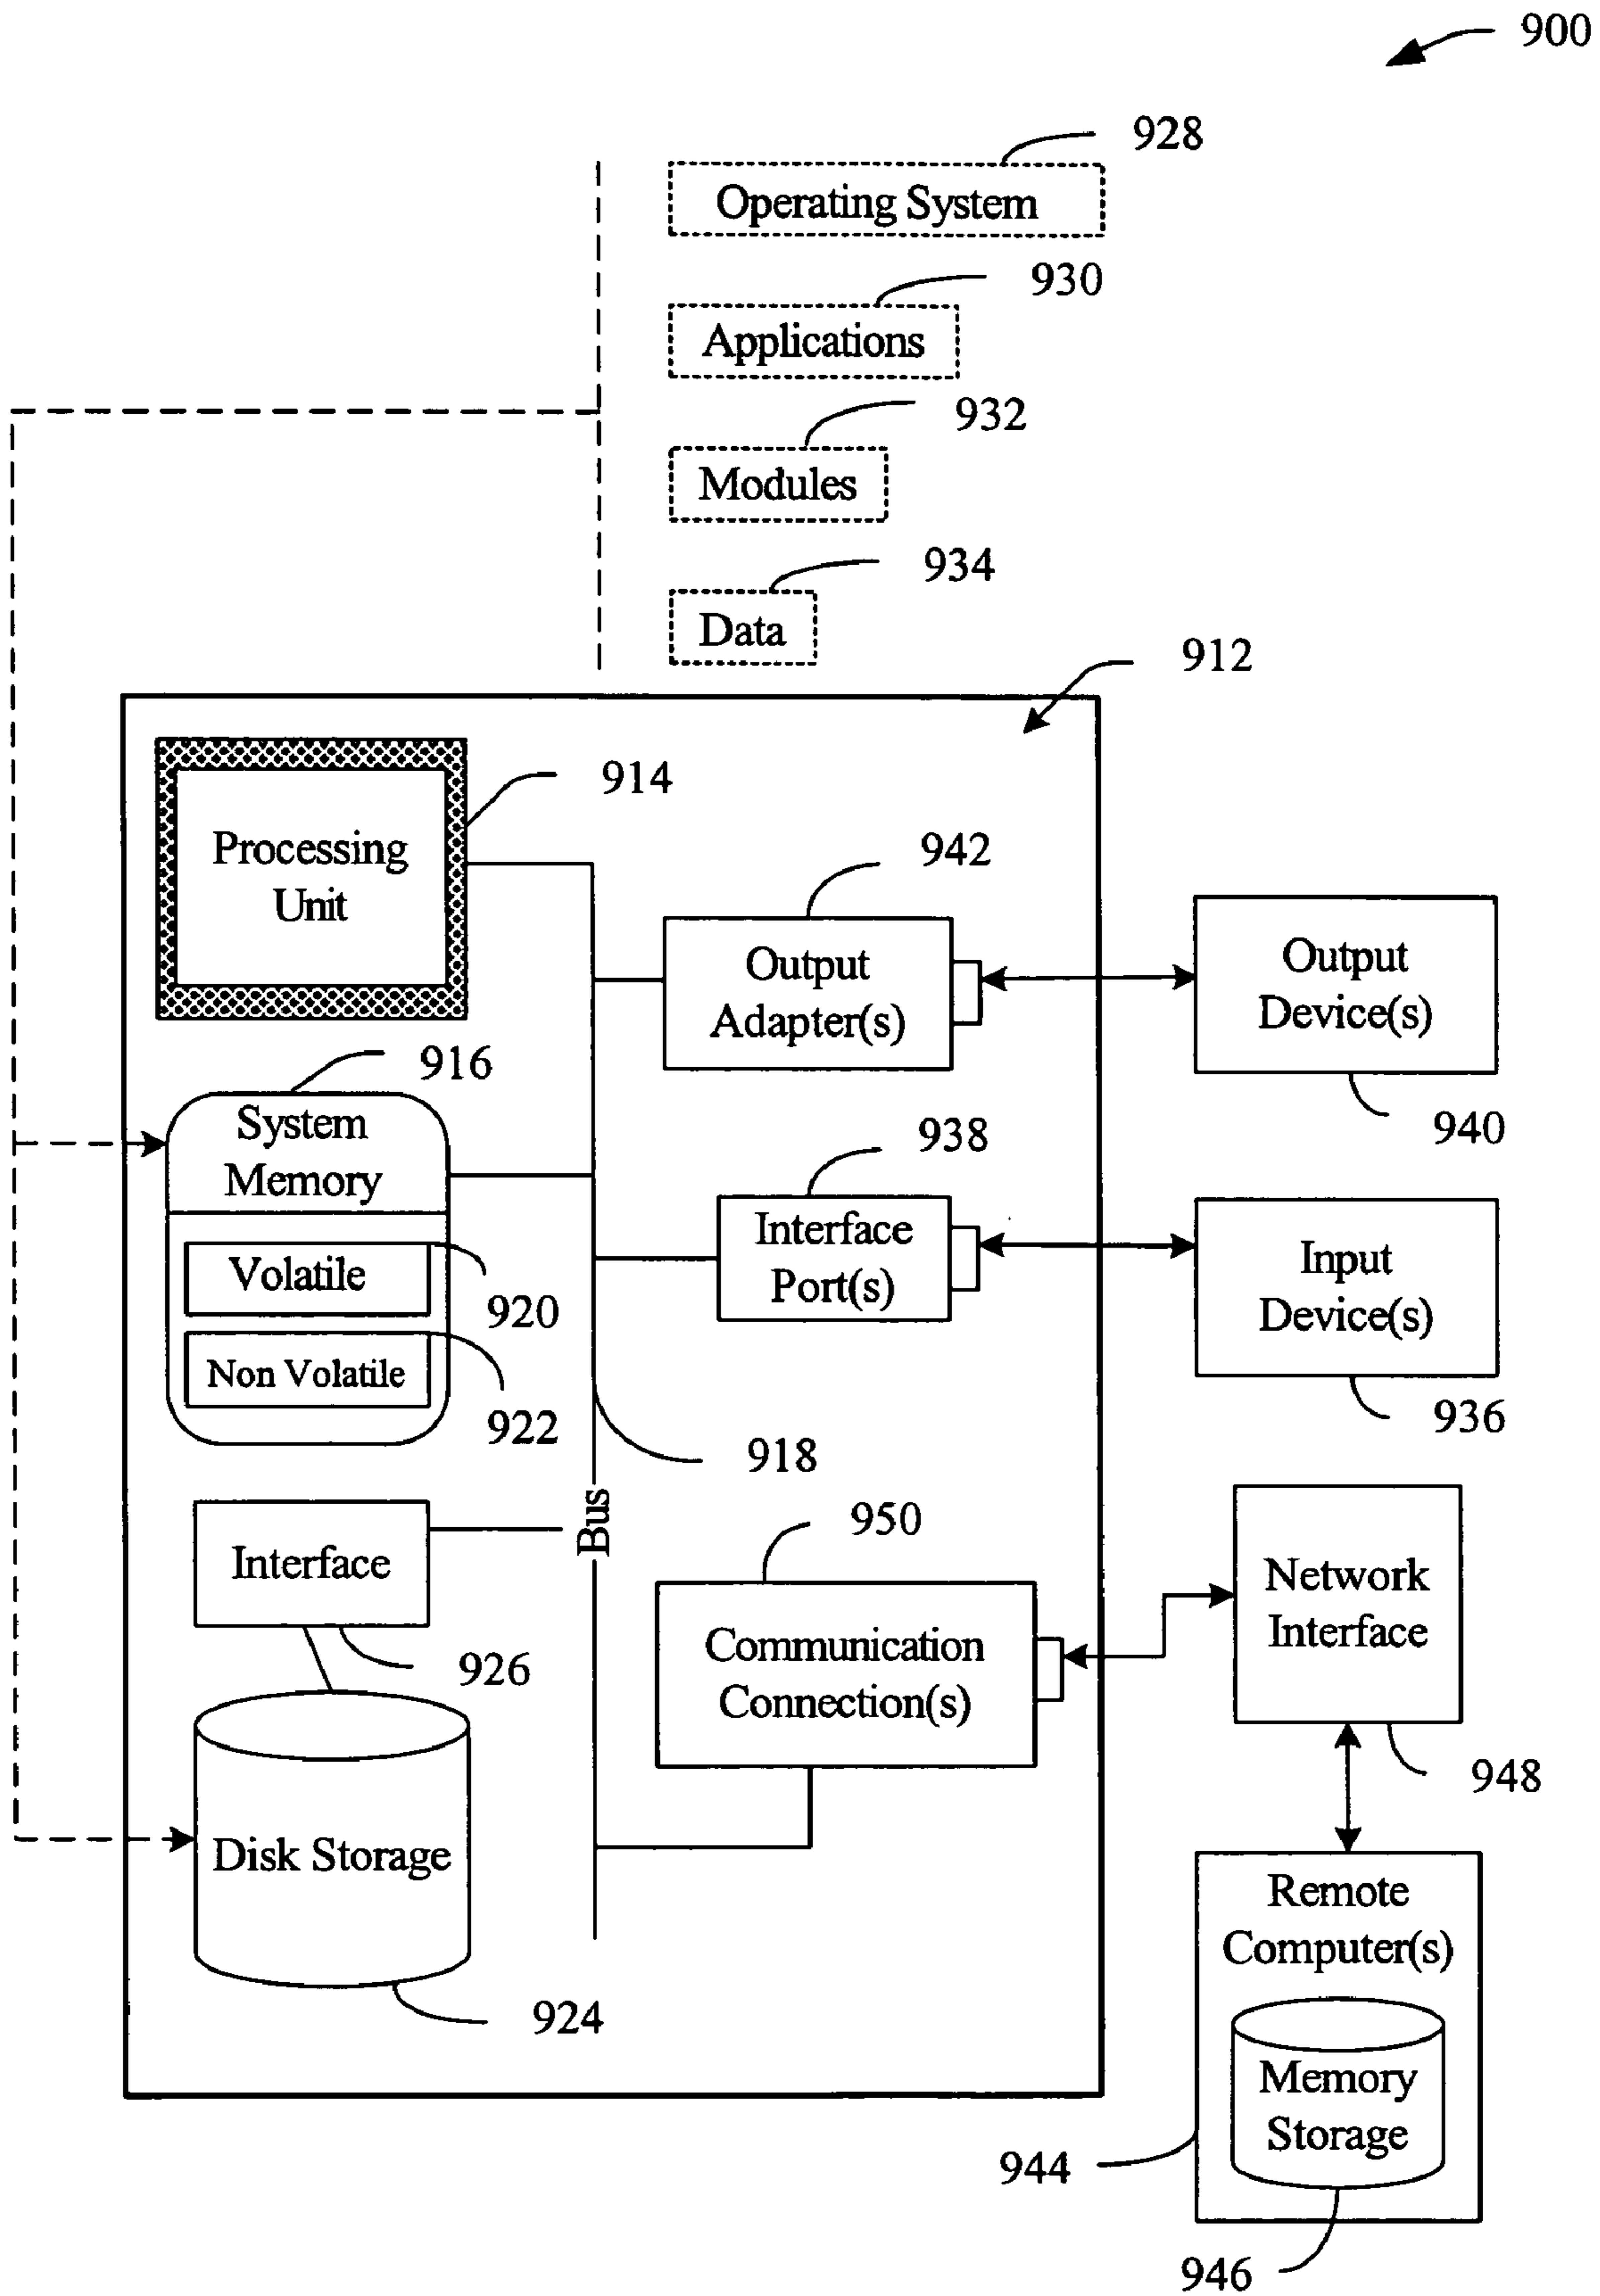 900
928
Operating System
930
Applications
932
Modules
934
Data
912
914
Processing
Unit
942
Output
Adapter(s)
Output
Device(s)
940
916
System
Memory
938
Interface
Port(s)
Input
Device(s)
936
Volatile
920
Non Volatile
922
918
Bus
Interface
926
950
Communication
Connection(s)
Network
Interface
948
Disk Storage
924
Remote
Computer(s)
Memory
Storage
944
946